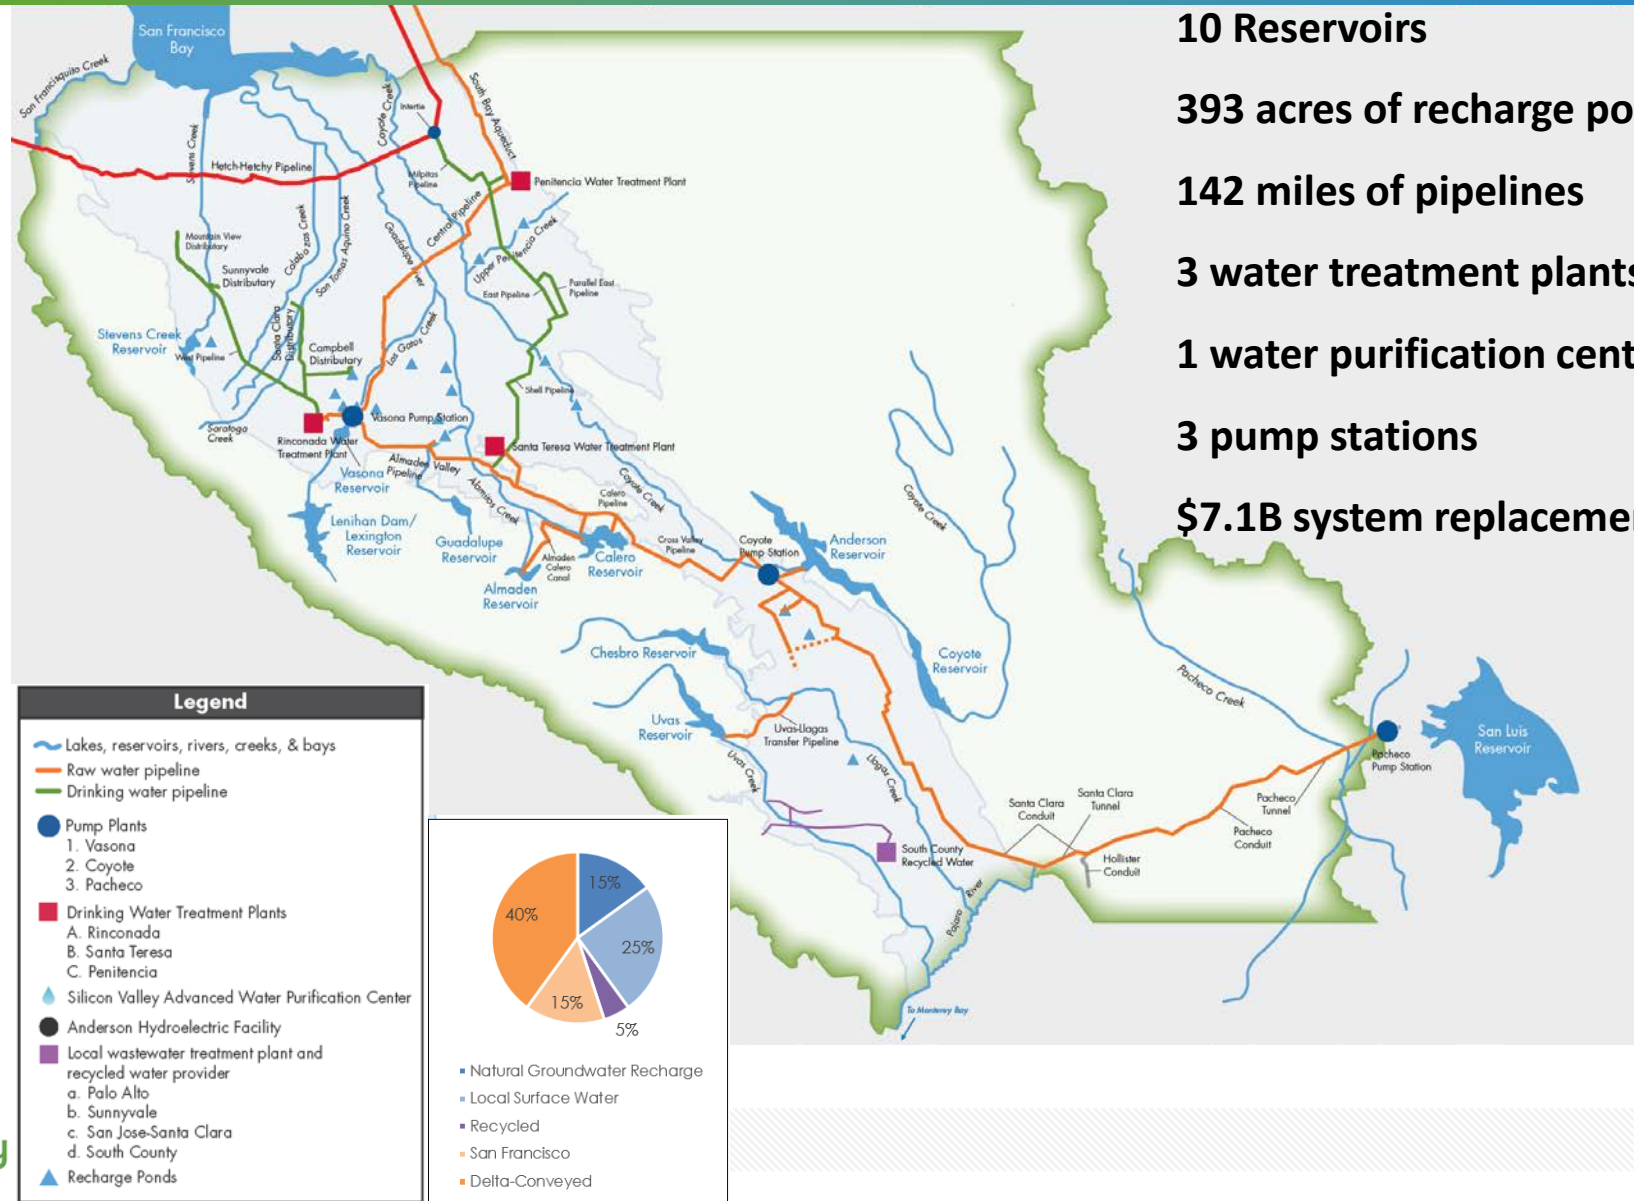 10 Reservoirs
393 acres of recharge po
142 miles of pipelines
3 water treatment plants
1 water purification cent
3 pump stations
$7.1B system replaceme
San Francisco
Bay
San Francisquito Creek
Stevens Creek
Hetch-Hetchy Pipeline
Coyote Creek
Intertie
South Bay Aqueduct
Milpitas
Pipeline
Penitencia Water Treatment Plant
Central Pipeline
Guadalupe River
Upper Penitencia Creek
East Pipeline
Parallel East
Pipeline
Mountain View
Distributary
Sunnyvale
Distributary
Calabazas Creek
San Tomas Aquino Creek
Stevens Creek
Reservoir
West Pipeline
Santa Clara
Distributary
Campbell
Distributary
Los Gatos Creek
Shell Pipeline
Saratoga
Creek
Rinconada Water
Treatment Plant
Vasona Pump Station
Santa Teresa Water Treatment Plant
Vasona
Reservoir
Almaden Valley
Pipeline
Alamitos Creek
Coyote Creek
Calero
Pipeline
Lenihan Dam/
Lexington
Reservoir
Guadalupe
Reservoir
Almaden
Reservoir
Almaden
Calero
Canal
Calero
Reservoir
Cross Valley
Pipeline
Coyote
Pump Station
Anderson
Reservoir
Coyote Creek
Chesbro Reservoir
Coyote
Reservoir
Uvas
Reservoir
Uvas-Llagas
Transfer Pipeline
Uvas Creek
Llagas Creek
Pacheco Creek
San Luis
Reservoir
Pacheco
Pump Station
Pacheco
Tunnel
Pacheco
Conduit
Santa Clara
Conduit
Santa Clara
Tunnel
Hollister
Conduit
South County
Recycled Water
Pajaro River
To Monterey Bay
Legend
Lakes, reservoirs, rivers, creeks, & bays
Raw water pipeline
Drinking water pipeline
Pump Plants
1. Vasona
2. Coyote
3. Pacheco
Drinking Water Treatment Plants
A. Rinconada
B. Santa Teresa
C. Penitencia
Silicon Valley Advanced Water Purification Center
Anderson Hydroelectric Facility
Local wastewater treatment plant and
recycled water provider
a. Palo Alto
b. Sunnyvale
c. San Jose-Santa Clara
d. South County
Recharge Ponds
15%
25%
5%
15%
40%
Natural Groundwater Recharge
Local Surface Water
Recycled
San Francisco
Delta-Conveyed
y